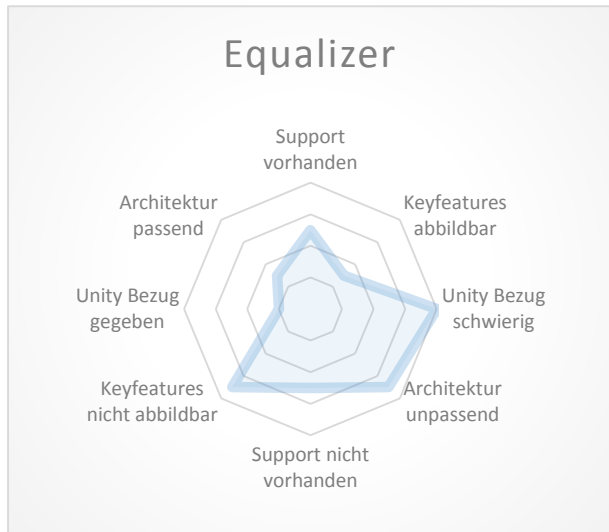 Equalizer
Support
vorhanden
Keyfeatures
abbildbar
Unity Bezug
schwierig
Architektur
unpassend
Support nicht
vorhanden
Keyfeatures
nicht abbildbar
Unity Bezug
gegeben
Architektur
passend